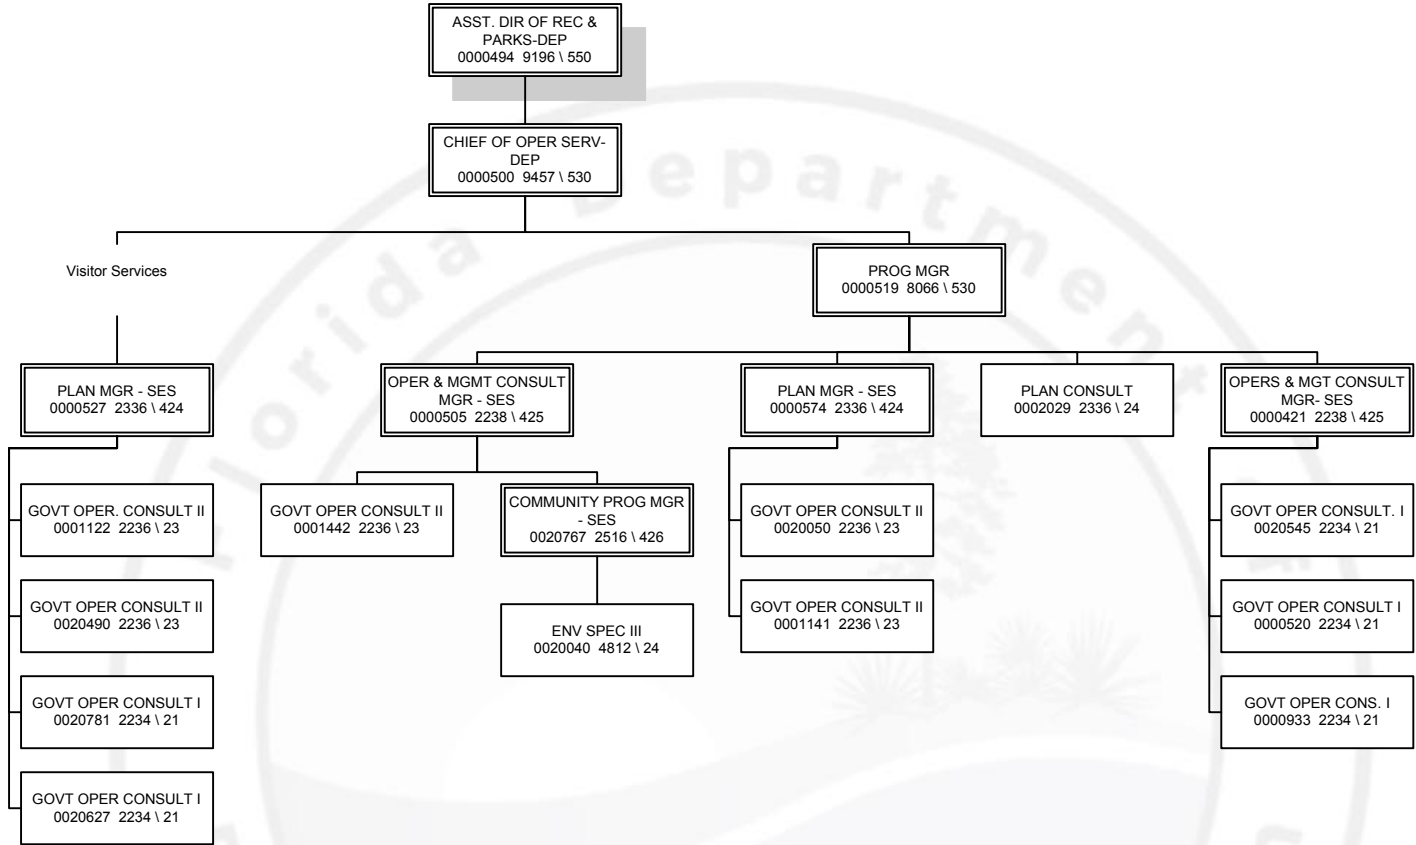 ASST. DIR OF REC &
PARKS-DEP
0000494 9196 \ 550
CHIEF OF OPER SERV-
DEP
0000500 9457 \ 530
Visitor Services
PROG MGR
0000519 8066 \ 530
PLAN MGR - SES
0000527 2336 \ 424
OPER & MGMT CONSULT
MGR - SES
0000505 2238 \ 425
PLAN MGR - SES
0000574 2336 \ 424
PLAN CONSULT
0002029 2336 \ 24
OPERS & MGT CONSULT
MGR- SES
0000421 2238 \ 425
GOVT OPER. CONSULT II
0001122 2236 \ 23
GOVT OPER CONSULT II
0020490 2236 \ 23
GOVT OPER CONSULT I
0020781 2234 \ 21
GOVT OPER CONSULT I
0020627 2234 \ 21
GOVT OPER CONSULT II
0001442 2236 \ 23
COMMUNITY PROG MGR
- SES
0020767 2516 \ 426
ENV SPEC III
0020040 4812 \ 24
GOVT OPER CONSULT II
0020050 2236 \ 23
GOVT OPER CONSULT II
0001141 2236 \ 23
GOVT OPER CONSULT. I
0020545 2234 \ 21
GOVT OPER CONSULT I
0000520 2234 \ 21
GOVT OPER CONS. I
0000933 2234 \ 21
Florida Department